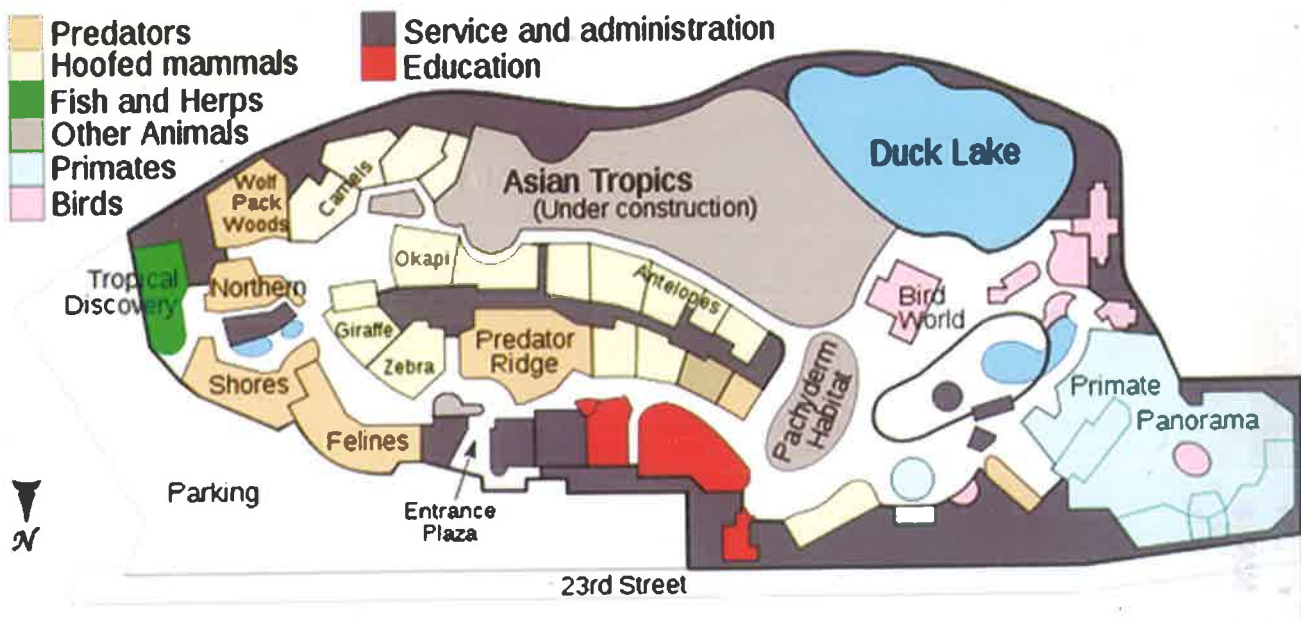 Predators
Hoofed mammals
Fish and Herps
Other Animals
Primates
Birds
Service and administration
Education
Duck Lake
Asian Tropics
(Under construction)
Wolf
Pack
Woods
Camels
Okapi
Antelopes
Tropical
Discovery
Northern
Shores
Giraffe
Zebra
Predator
Ridge
Bird
World
Pachyderm
Habitat
Primate
Panorama
Felines
Parking
Entrance
Plaza
N
23rd Street